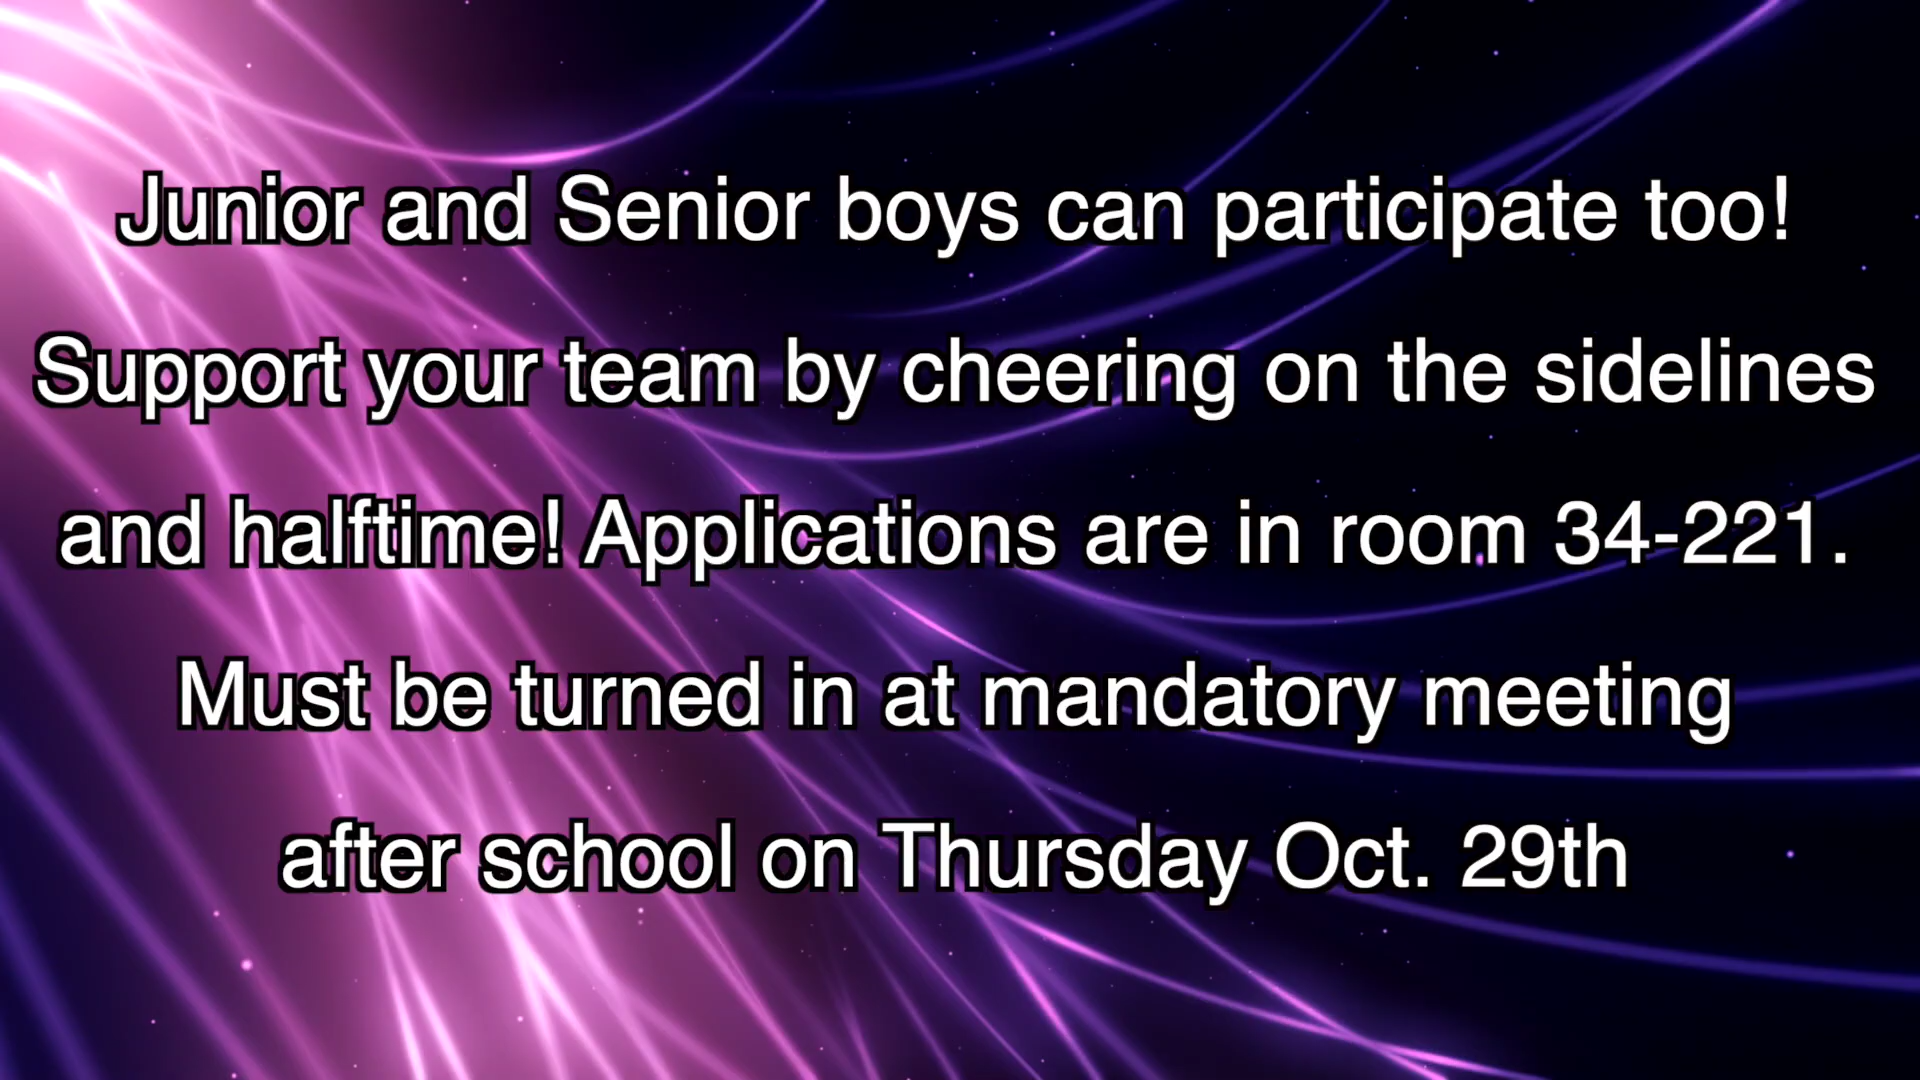 Junior and Senior boys can participate too!
Support your team by cheering on the sidelines
and halftime! Applications are in room 34-221.
Must be turned in at mandatory meeting
after school on Thursday Oct. 29th